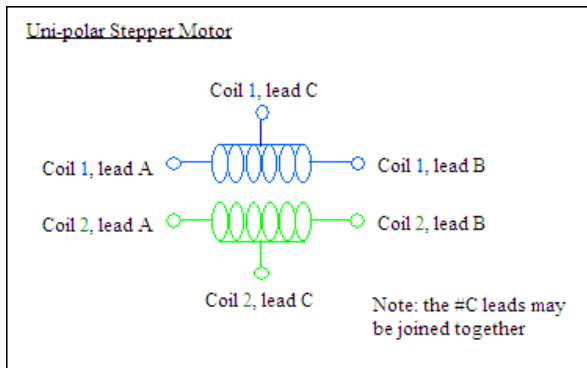 Uni-polar Stepper Motor
Coil 1, lead C
Coil 1, lead A
Coil 1, lead B
Coil 2, lead A
Coil 2, lead B
Coil 2, lead C
Note: the #C leads may
be joined together